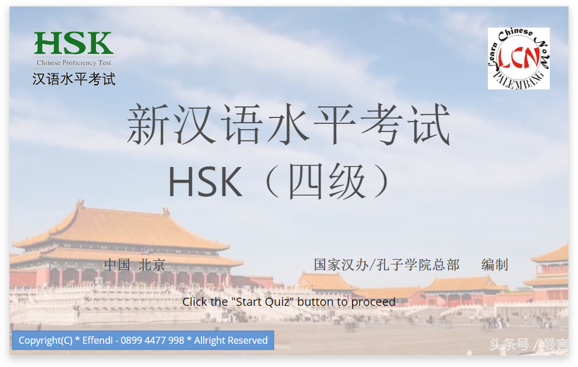 HSK
Chinese Proficiency Test
汉语水平考试
Learn Chinese Now
LCN
PALEMBANG
新汉语水平考试
HSK（四级）
中国 北京
国家汉办/孔子学院总部 编制
Click the "Start Quiz" button to proceed
Copyright(C) * Effendi - 0899 4477 998 * Allright Reserved
头条号 /